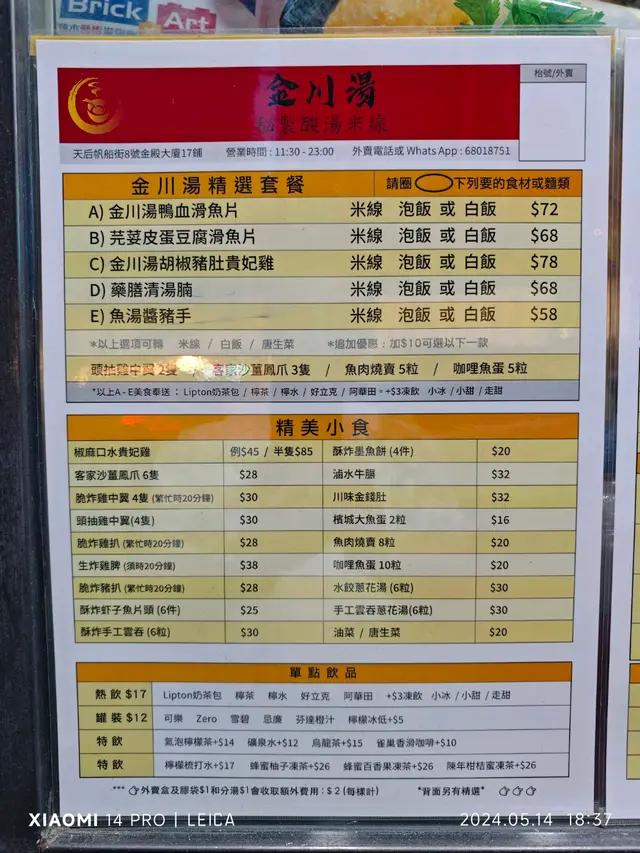 Brick
Art
金川湯
秘製酸湯米線
枱號/外賣
天后帆船街8號金殿大廈17鋪 營業時間 : 11:30 - 23:00 外賣電話或 Whats App : 68018751
金川湯精選套餐 請圈 下列要的食材或麵類
A) 金川湯鴨血滑魚片 米線 泡飯 或 白飯 $72
B) 芫荽皮蛋豆腐滑魚片 米線 泡飯 或 白飯 $68
C) 金川湯胡椒豬肚貴妃雞 米線 泡飯 或 白飯 $78
D) 藥膳清湯腩 米線 泡飯 或 白飯 $68
E) 魚湯醬豬手 米線 泡飯 或 白飯 $58
*以上選項可轉 米線 / 白飯 / 唐生菜 *追加優惠 : 加$10可選以下一款
頭抽雞中翼 2隻 / 客家沙薑鳳爪 3隻 / 魚肉燒賣 5粒 / 咖哩魚蛋 5粒
*以上A - E美食奉送 : Lipton奶茶包 / 檸茶 / 檸水 / 好立克 / 阿華田。+$3凍飲 小冰 / 小甜 / 走甜
精美小食
椒麻口水貴妃雞 例$45 / 半隻$85 酥炸墨魚餅 (4件) $20
客家沙薑鳳爪 6隻 $28 滷水牛腒 $32
脆炸雞中翼 4隻 (繁忙時20分鐘) $30 川味金錢肚 $32
頭抽雞中翼(4隻) $30 檳城大魚蛋 2粒 $16
脆炸雞扒 (繁忙時20分鐘) $28 魚肉燒賣 8粒 $20
生炸雞脾 (須時20分鐘) $38 咖哩魚蛋 10粒 $20
脆炸豬扒 (繁忙時20分鐘) $28 水餃蔥花湯 (6粒) $30
酥炸虾子魚片頭 (6件) $25 手工雲吞蔥花湯(6粒) $30
酥炸手工雲吞 (6粒) $30 油菜 / 唐生菜 $20
單點飲品
熱飲 $17 Lipton奶茶包 檸茶 檸水 好立克 阿華田 +$3凍飲 小冰 / 小甜 / 走甜
罐裝 $12 可樂 Zero 雪碧 忌廉 芬達橙汁 檸檬冰低+$5
特飲 氣泡檸檬茶+$14 礦泉水+$12 烏龍茶+$15 雀巢香滑咖啡+$10
特飲 檸檬梳打水+$17 蜂蜜柚子凍茶+$26 蜂蜜百香果凍茶+$26 陳年柑桔蜜凍茶+$26
*** 外賣盒及膠袋$1和分湯$1會收取額外費用 : $ 2 (每樣計) *背面另有精選*
XIAOMI 14 PRO | LEICA
2024.05.14 18:37